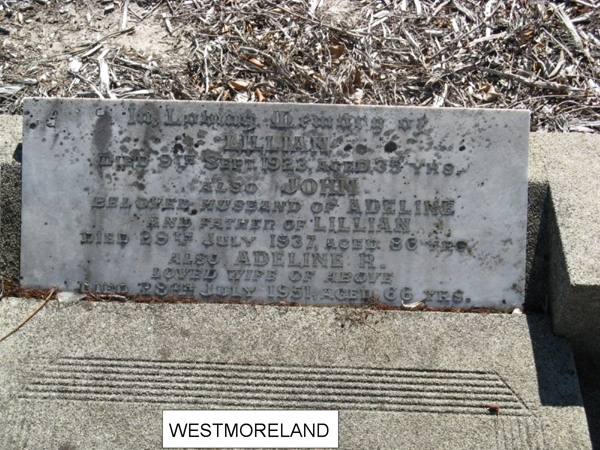 In Loving Memory of
LILLIAN
DIED 9TH SEPT. 1923, AGED 35 YRS.
ALSO JOHN
BELOVED HUSBAND OF ADELINE
AND FATHER OF LILLIAN
DIED 29TH JULY 1937, AGED 86 YRS.
ALSO ADELINE R.
LOVED WIFE OF ABOVE
DIED 28TH JULY 1951, AGED 66 YRS.
WESTMORELAND